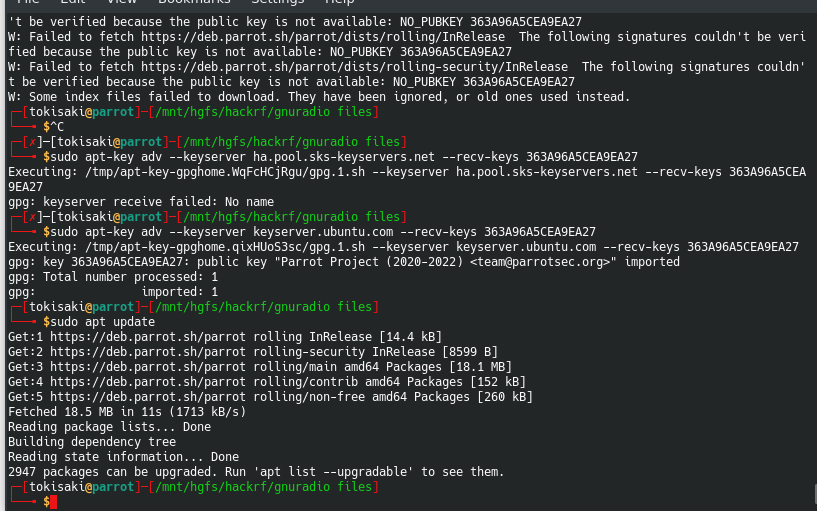 File Edit View Bookmarks Settings Help
't be verified because the public key is not available: NO_PUBKEY 363A96A5CEA9EA27
W: Failed to fetch https://deb.parrot.sh/parrot/dists/rolling/InRelease  The following signatures couldn't be veri
fied because the public key is not available: NO_PUBKEY 363A96A5CEA9EA27
W: Failed to fetch https://deb.parrot.sh/parrot/dists/rolling-security/InRelease  The following signatures couldn'
t be verified because the public key is not available: NO_PUBKEY 363A96A5CEA9EA27
W: Some index files failed to download. They have been ignored, or old ones used instead.
┌─[tokisaki@parrot]─[/mnt/hgfs/hackrf/gnuradio files]
└──╼ $^C
┌─[✗]─[tokisaki@parrot]─[/mnt/hgfs/hackrf/gnuradio files]
└──╼ $sudo apt-key adv --keyserver ha.pool.sks-keyservers.net --recv-keys 363A96A5CEA9EA27
Executing: /tmp/apt-key-gpghome.WqFcHCjRgu/gpg.1.sh --keyserver ha.pool.sks-keyservers.net --recv-keys 363A96A5CEA
9EA27
gpg: keyserver receive failed: No name
┌─[✗]─[tokisaki@parrot]─[/mnt/hgfs/hackrf/gnuradio files]
└──╼ $sudo apt-key adv --keyserver keyserver.ubuntu.com --recv-keys 363A96A5CEA9EA27
Executing: /tmp/apt-key-gpghome.qixHUoS3sc/gpg.1.sh --keyserver keyserver.ubuntu.com --recv-keys 363A96A5CEA9EA27
gpg: key 363A96A5CEA9EA27: public key "Parrot Project (2020-2022) <team@parrotsec.org>" imported
gpg: Total number processed: 1
gpg:               imported: 1
┌─[tokisaki@parrot]─[/mnt/hgfs/hackrf/gnuradio files]
└──╼ $sudo apt update
Get:1 https://deb.parrot.sh/parrot rolling InRelease [14.4 kB]
Get:2 https://deb.parrot.sh/parrot rolling-security InRelease [8599 B]
Get:3 https://deb.parrot.sh/parrot rolling/main amd64 Packages [18.1 MB]
Get:4 https://deb.parrot.sh/parrot rolling/contrib amd64 Packages [152 kB]
Get:5 https://deb.parrot.sh/parrot rolling/non-free amd64 Packages [260 kB]
Fetched 18.5 MB in 11s (1713 kB/s)
Reading package lists... Done
Building dependency tree
Reading state information... Done
2947 packages can be upgraded. Run 'apt list --upgradable' to see them.
┌─[tokisaki@parrot]─[/mnt/hgfs/hackrf/gnuradio files]
└──╼ $